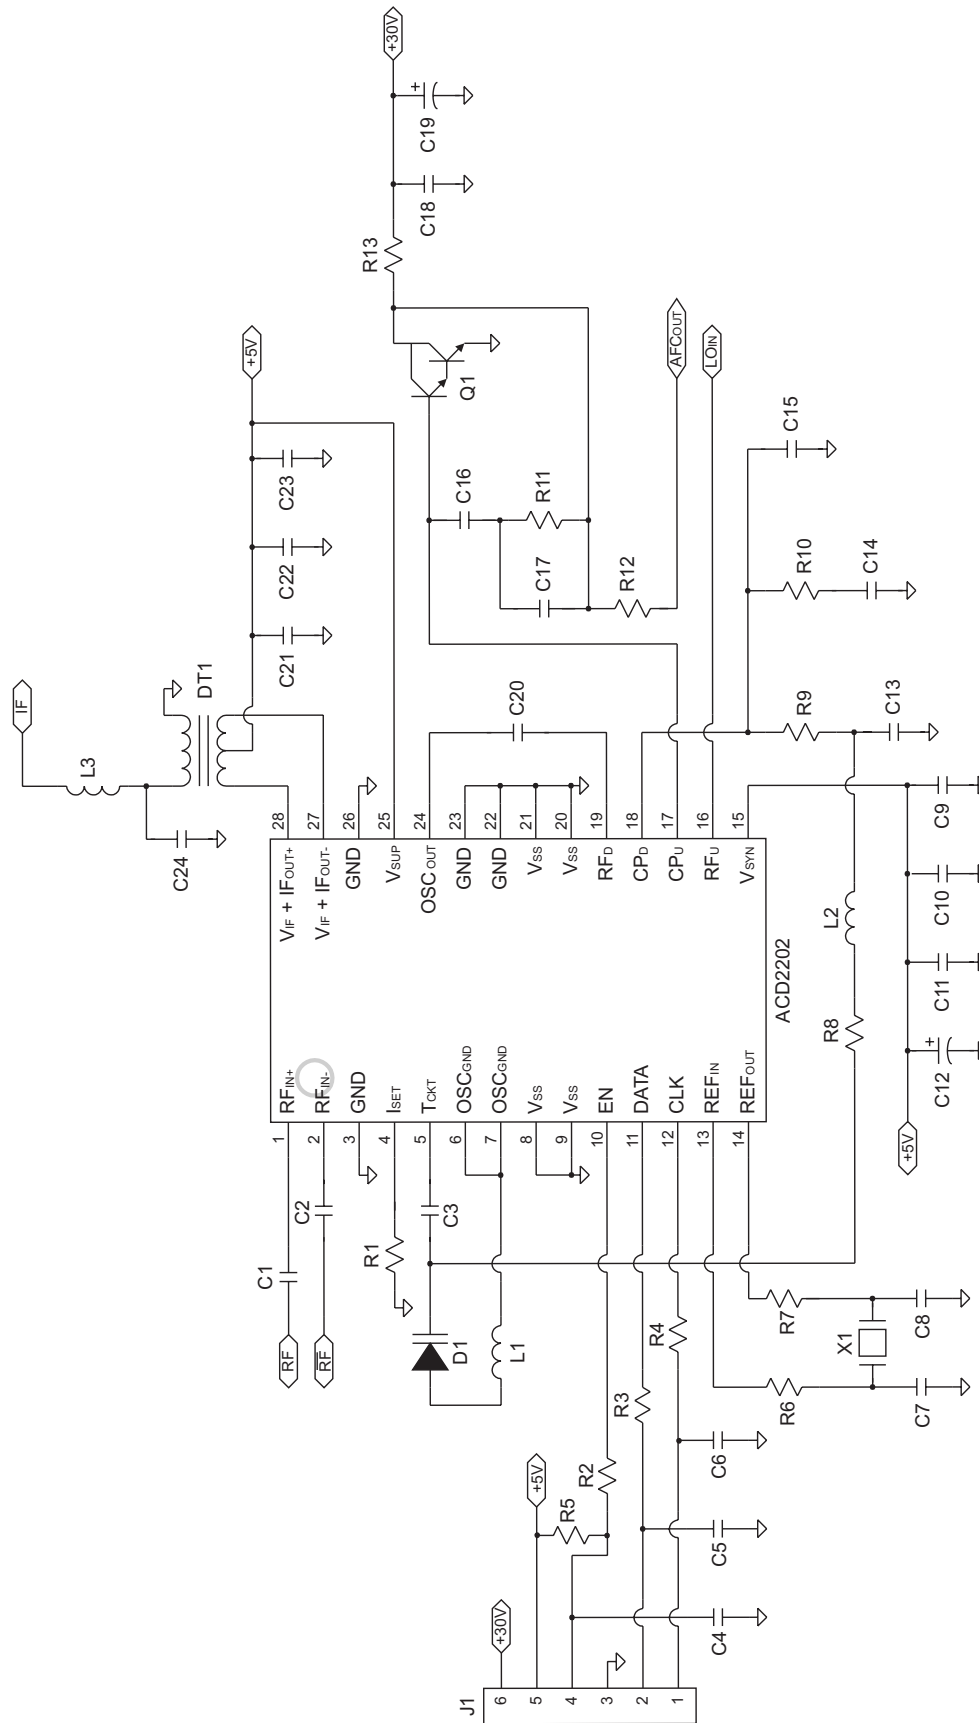 IF
L3
C24
DT1
+5V
C21
C22
C23
+30V
C19
C18
R13
Q1
C16
R11
C17
R12
AFCOUT
LOIN
C20
C15
R10
C14
R9
C13
C9
C10
C11
C12
+5V
L2
R8
ACD2202
28 VIF + IFOUT+
27 VIF + IFOUT-
26 GND
25 VSUP
24 OSCOUT
23 GND
22 GND
21 VSS
20 VSS
19 RFD
18 CPD
17 CPU
16 RFU
15 VSYN
1 RFIN+
2 RFIN-
3 GND
4 ISET
5 TCKT
6 OSCGND
7 OSCGND
8 VSS
9 VSS
10 EN
11 DATA
12 CLK
13 REFIN
14 REFOUT
C1
C2
RF
RF
R1
C3
D1
L1
R4
R3
R2
R5
+5V
+30V
R7
R6
X1
C8
C7
C6
C5
C4
J1
6
5
4
3
2
1